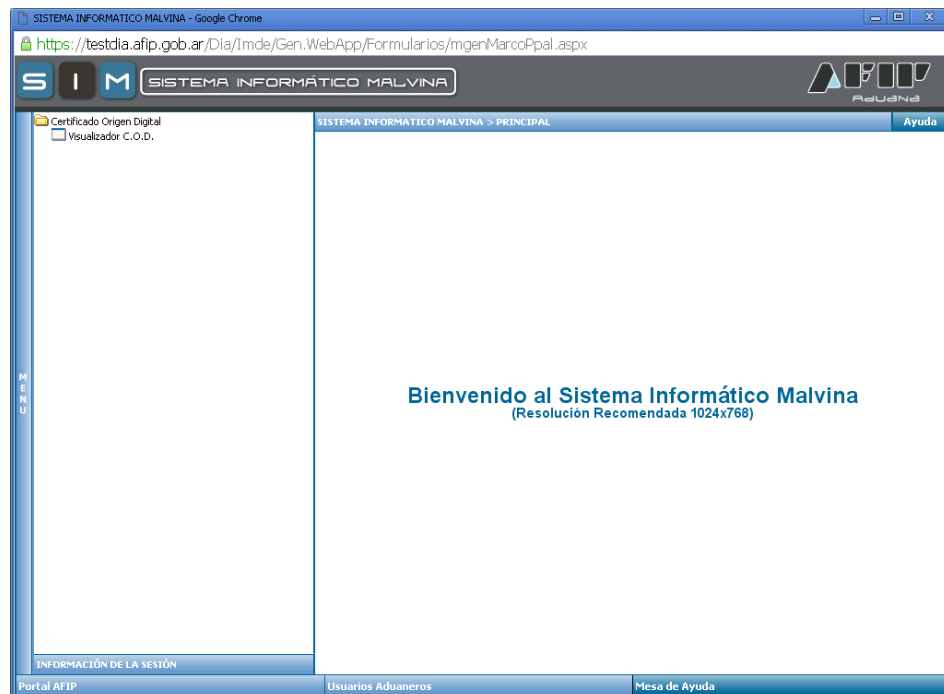 SISTEMA INFORMATICO MALVINA - Google Chrome
https://testdia.afip.gob.ar/Dia/Imde/Gen.WebApp/Formularios/mgenMarcoPpal.aspx
S I M SISTEMA INFORMÁTICO MALVINA
AFIP
ADUANA
Certificado Origen Digital
Visualizador C.O.D.
SISTEMA INFORMATICO MALVINA > PRINCIPAL
Ayuda
MENU
Bienvenido al Sistema Informático Malvina
(Resolución Recomendada 1024x768)
INFORMACIÓN DE LA SESIÓN
Portal AFIP
Usuarios Aduaneros
Mesa de Ayuda